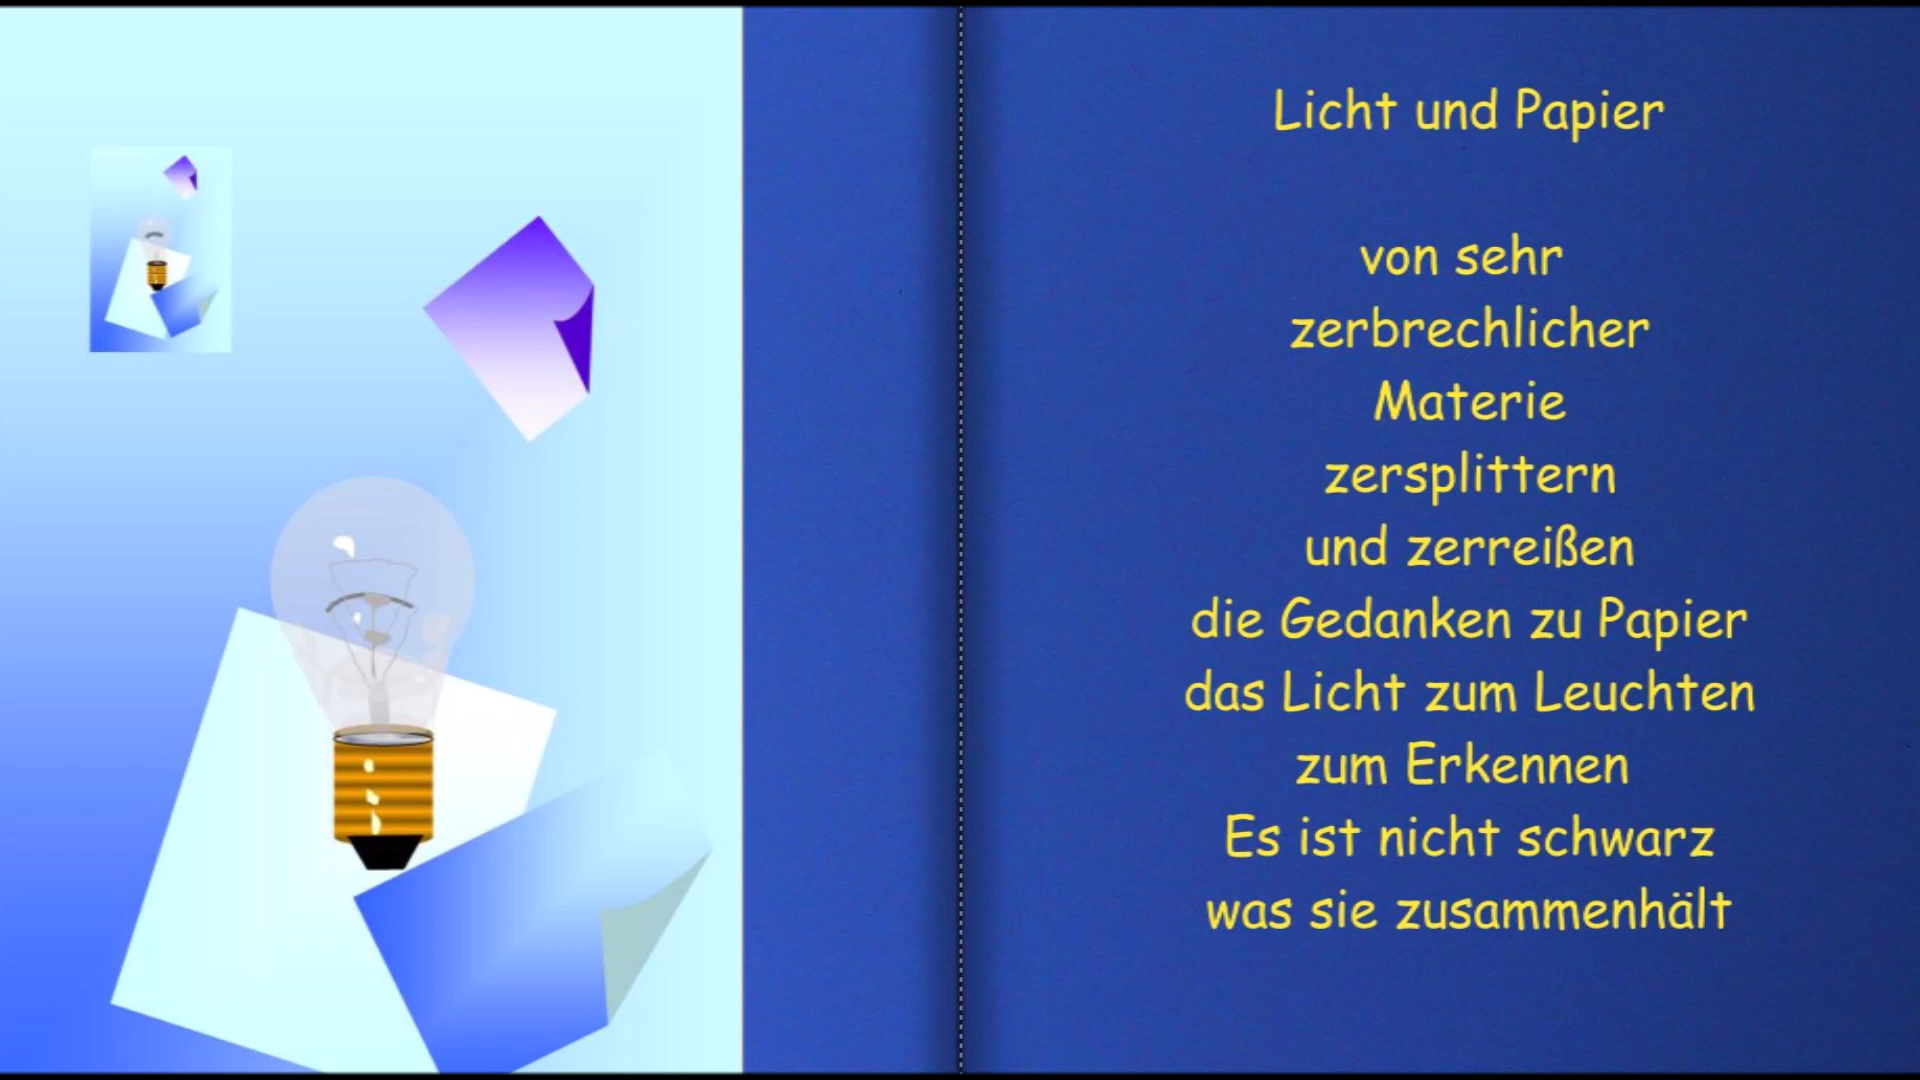 Licht und Papier
von sehr
zerbrechlicher
Materie
zersplittern
und zerreißen
die Gedanken zu Papier
das Licht zum Leuchten
zum Erkennen
Es ist nicht schwarz
was sie zusammenhält